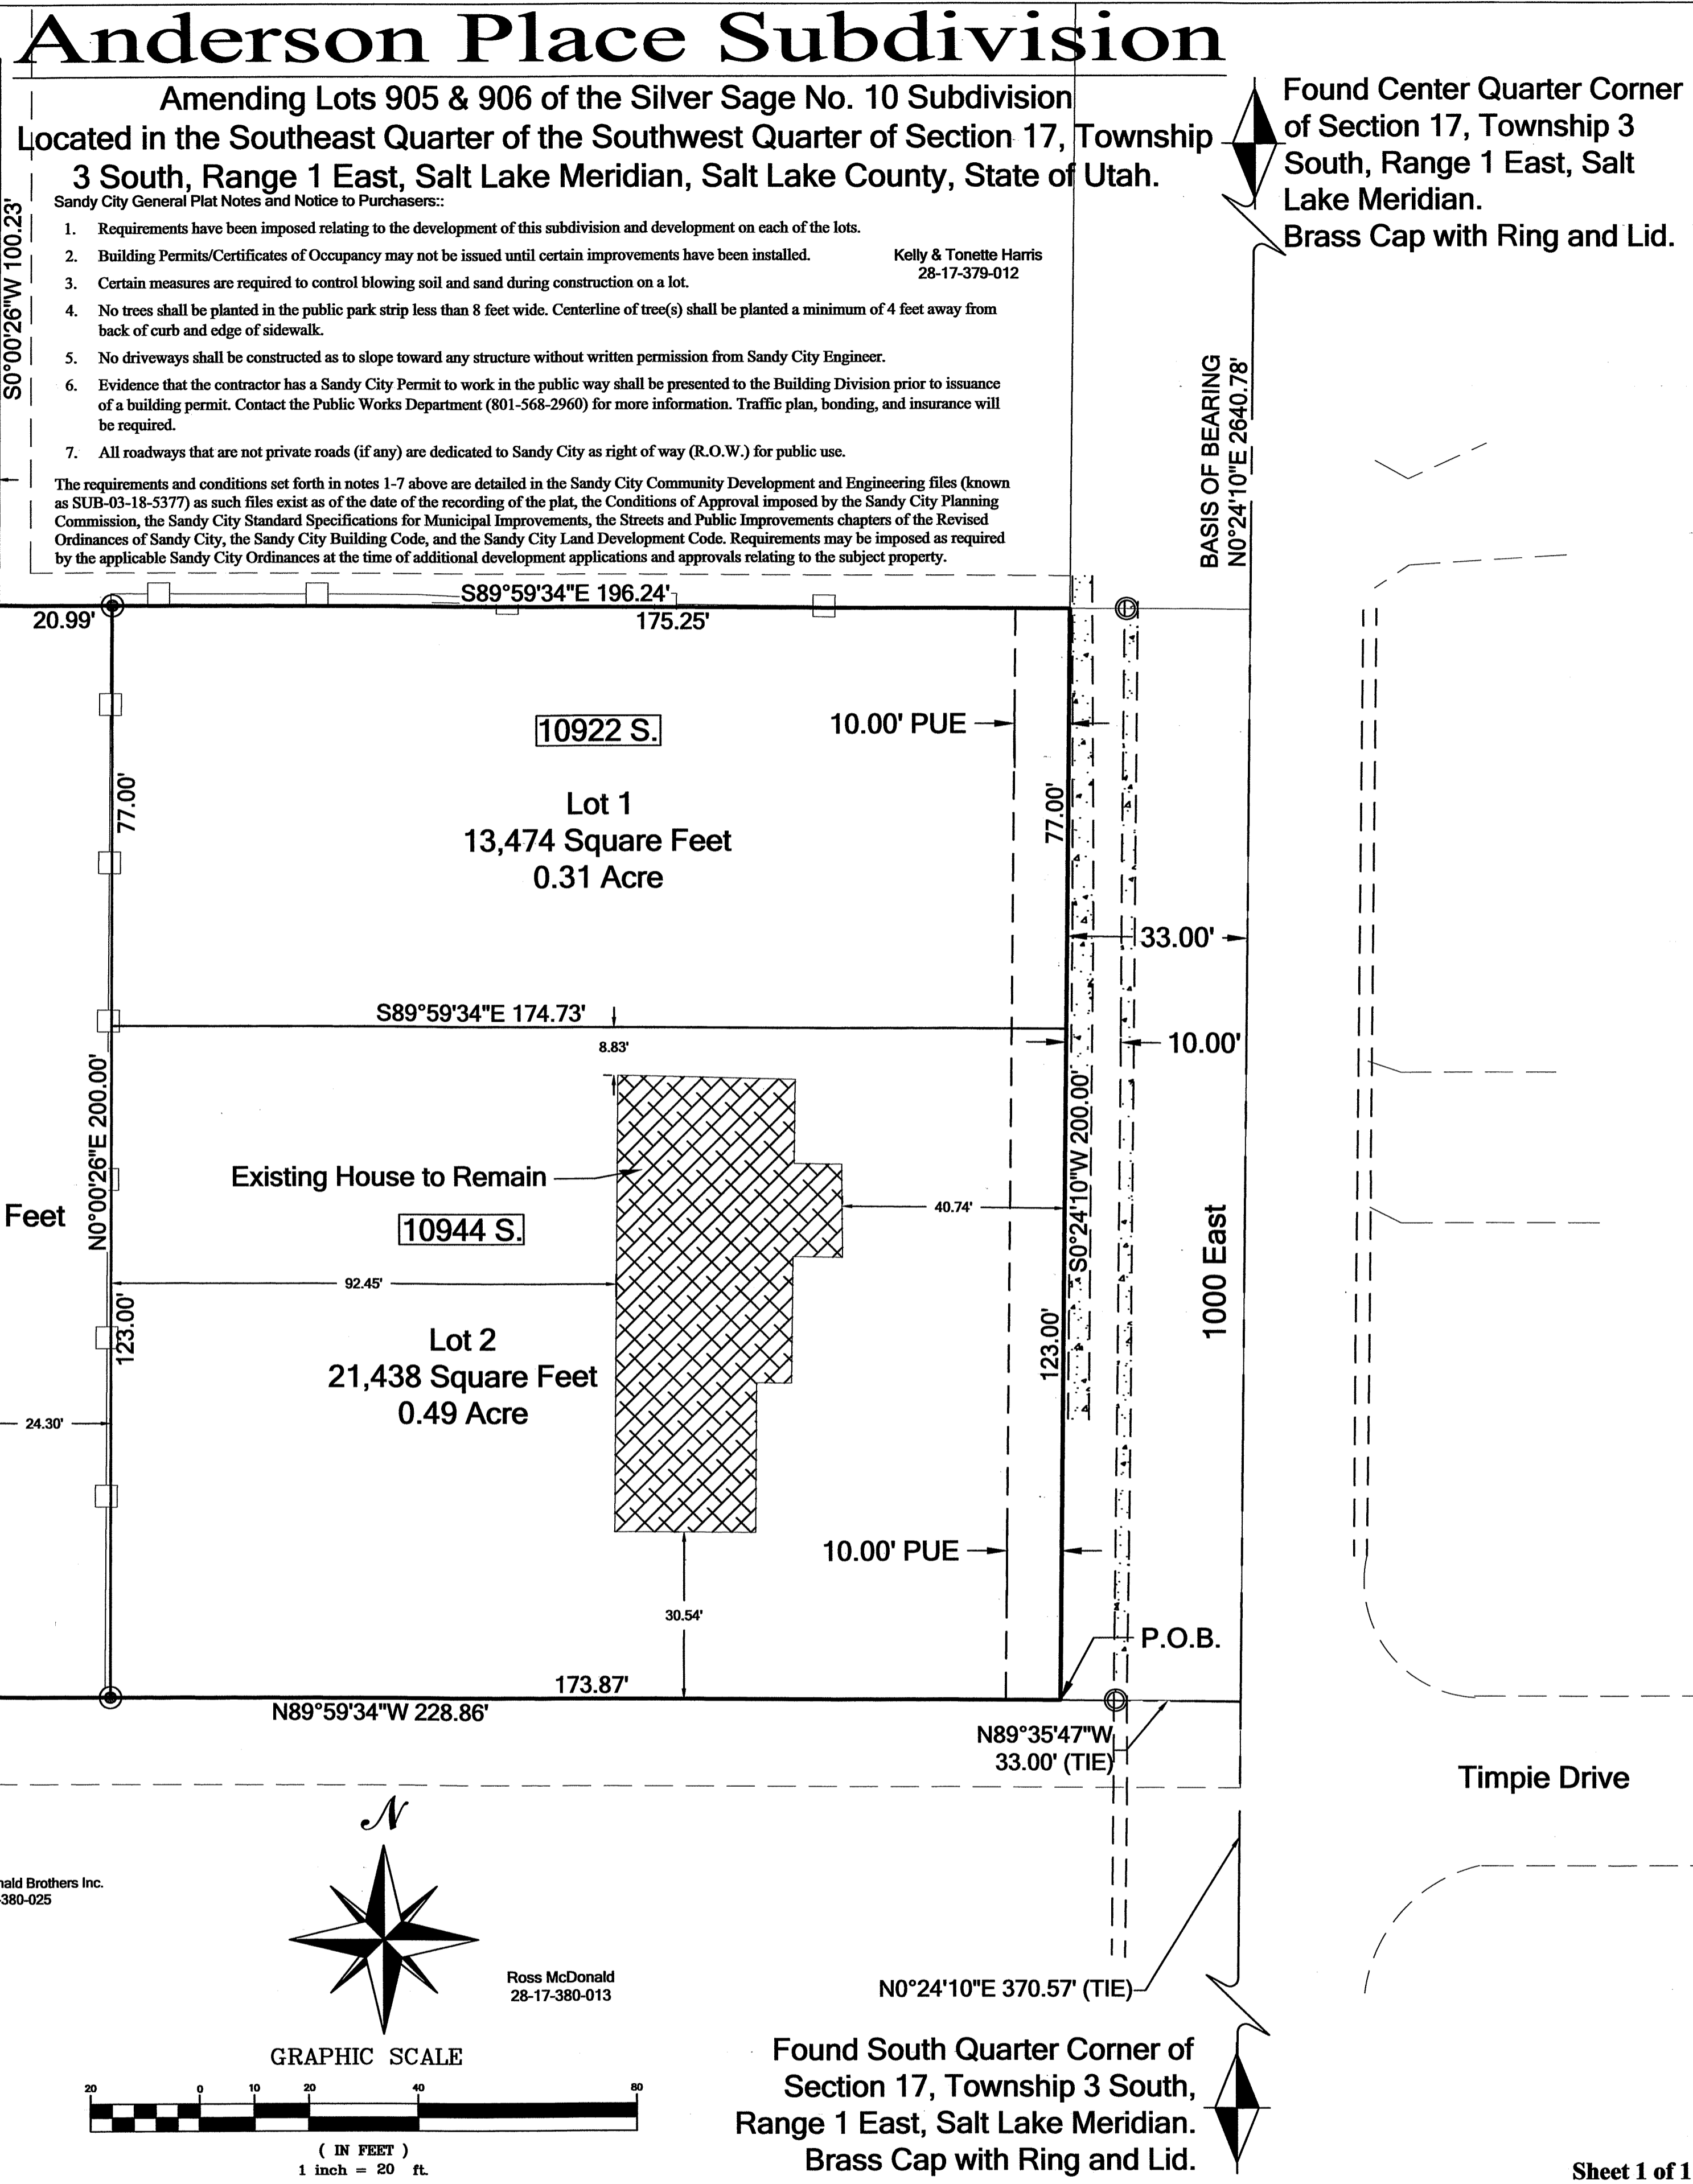 Anderson Place Subdivision
Amending Lots 905 & 906 of the Silver Sage No. 10 Subdivision
Located in the Southeast Quarter of the Southwest Quarter of Section 17, Township
3 South, Range 1 East, Salt Lake Meridian, Salt Lake County, State of Utah.
Found Center Quarter Corner
of Section 17, Township 3
South, Range 1 East, Salt
Lake Meridian.
Brass Cap with Ring and Lid.
S0°00'26"W 100.23'
Sandy City General Plat Notes and Notice to Purchasers::
1. Requirements have been imposed relating to the development of this subdivision and development on each of the lots.
2. Building Permits/Certificates of Occupancy may not be issued until certain improvements have been installed.
3. Certain measures are required to control blowing soil and sand during construction on a lot.
4. No trees shall be planted in the public park strip less than 8 feet wide. Centerline of tree(s) shall be planted a minimum of 4 feet away from
back of curb and edge of sidewalk.
5. No driveways shall be constructed as to slope toward any structure without written permission from Sandy City Engineer.
6. Evidence that the contractor has a Sandy City Permit to work in the public way shall be presented to the Building Division prior to issuance
of a building permit. Contact the Public Works Department (801-568-2960) for more information. Traffic plan, bonding, and insurance will
be required.
7. All roadways that are not private roads (if any) are dedicated to Sandy City as right of way (R.O.W.) for public use.
The requirements and conditions set forth in notes 1-7 above are detailed in the Sandy City Community Development and Engineering files (known
as SUB-03-18-5377) as such files exist as of the date of the recording of the plat, the Conditions of Approval imposed by the Sandy City Planning
Commission, the Sandy City Standard Specifications for Municipal Improvements, the Streets and Public Improvements chapters of the Revised
Ordinances of Sandy City, the Sandy City Building Code, and the Sandy City Land Development Code. Requirements may be imposed as required
by the applicable Sandy City Ordinances at the time of additional development applications and approvals relating to the subject property.
Kelly & Tonette Harris
28-17-379-012
BASIS OF BEARING
N0°24'10"E 2640.78'
S89°59'34"E 196.24'
20.99'
175.25'
10922 S.
10.00' PUE
77.00'
77.00'
Lot 1
13,474 Square Feet
0.31 Acre
33.00'
S89°59'34"E 174.73'
8.83'
10.00'
N0°00'26"E 200.00'
S0°24'10"W 200.00'
Existing House to Remain
Feet
10944 S.
40.74'
1000 East
92.45'
123.00'
123.00'
Lot 2
21,438 Square Feet
0.49 Acre
24.30'
10.00' PUE
30.54'
P.O.B.
173.87'
N89°59'34"W 228.86'
N89°35'47"W
33.00' (TIE)
Timpie Drive
N
nald Brothers Inc.
-380-025
Ross McDonald
28-17-380-013
N0°24'10"E 370.57' (TIE)
GRAPHIC SCALE
20 0 10 20 40 80
( IN FEET )
1 inch = 20 ft.
Found South Quarter Corner of
Section 17, Township 3 South,
Range 1 East, Salt Lake Meridian.
Brass Cap with Ring and Lid.
Sheet 1 of 1